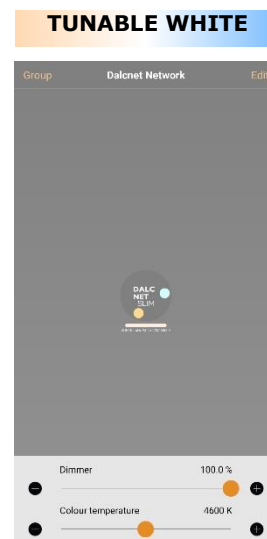 TUNABLE WHITE
Group Dalcnet Network Edit
DALC
NET
SLIM
Dimmer 100.0 %
Colour temperature 4600 K